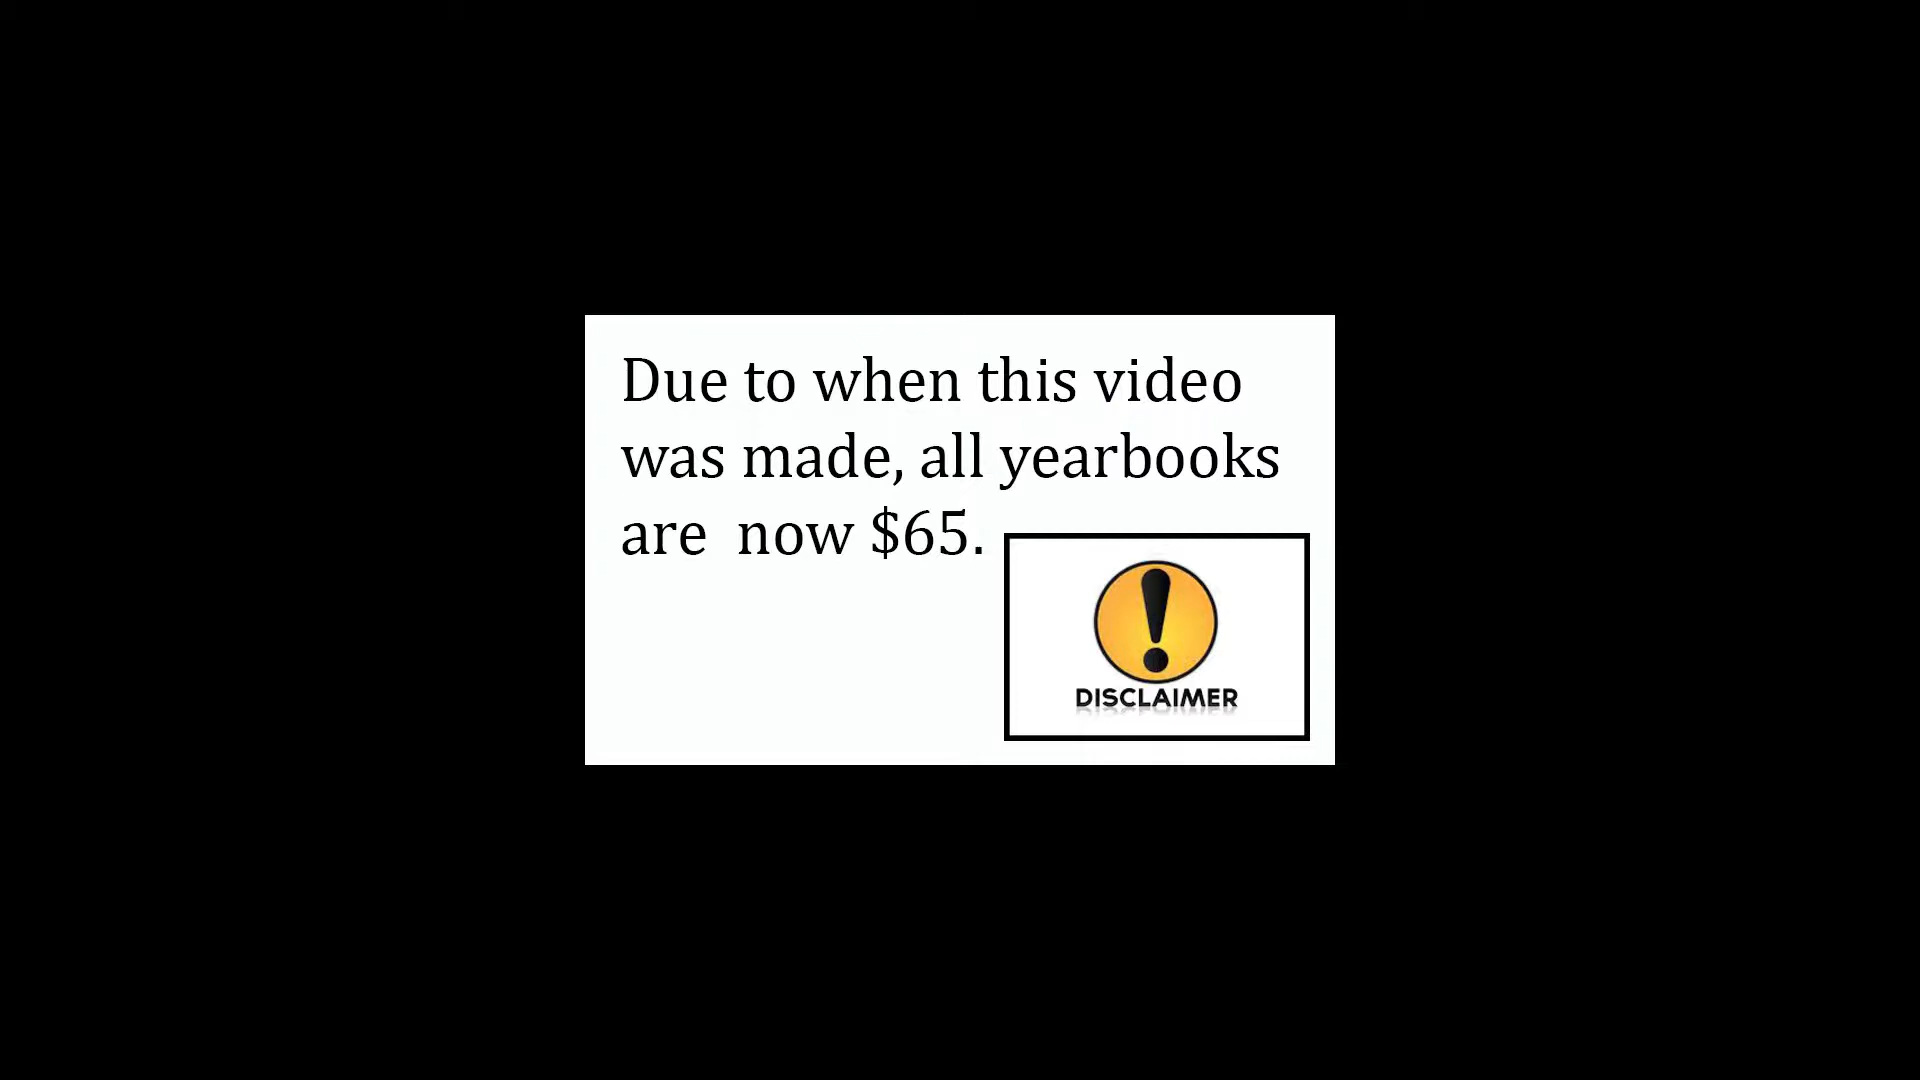 Due to when this video
was made, all yearbooks
are  now $65.
DISCLAIMER